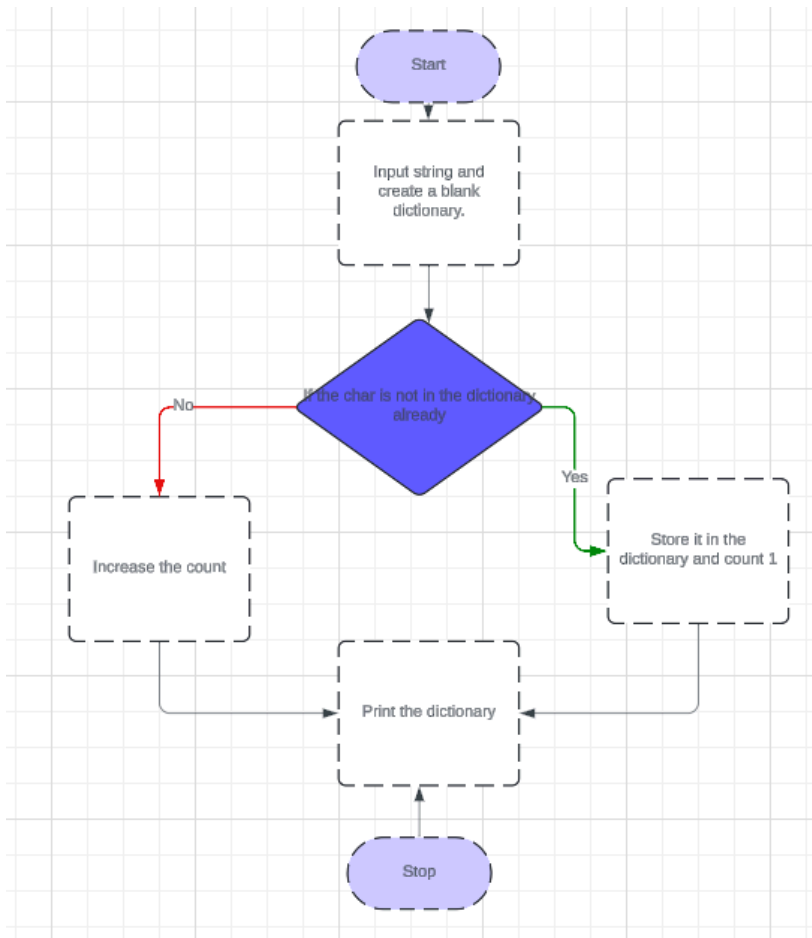 Start
Input string and
create a blank
dictionary.
If the char is not in the dictionary
already
No
Yes
Store it in the
dictionary and count 1
Increase the count
Print the dictionary
Stop